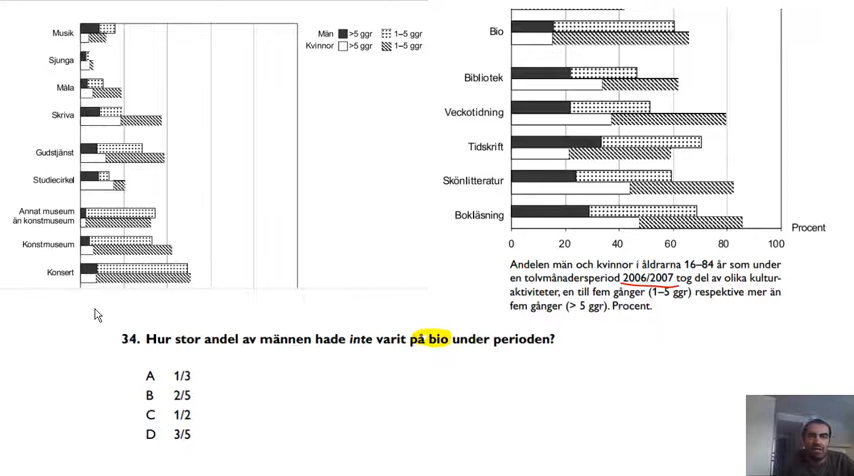 Musik
Sjunga
Måla
Skriva
Gudstjänst
Studiecirkel
Annat museum
än konstmuseum
Konstmuseum
Konsert
Män >5 ggr 1–5 ggr
Kvinnor >5 ggr 1–5 ggr
Bio
Bibliotek
Veckotidning
Tidskrift
Skönlitteratur
Bokläsning
Procent
0 20 40 60 80 100
Andelen män och kvinnor i åldrarna 16–84 år som under
en tolvmånadersperiod 2006/2007 tog del av olika kultur-
aktiviteter, en till fem gånger (1–5 ggr) respektive mer än
fem gånger (> 5 ggr). Procent.
34. Hur stor andel av männen hade inte varit på bio under perioden?
A 1/3
B 2/5
C 1/2
D 3/5